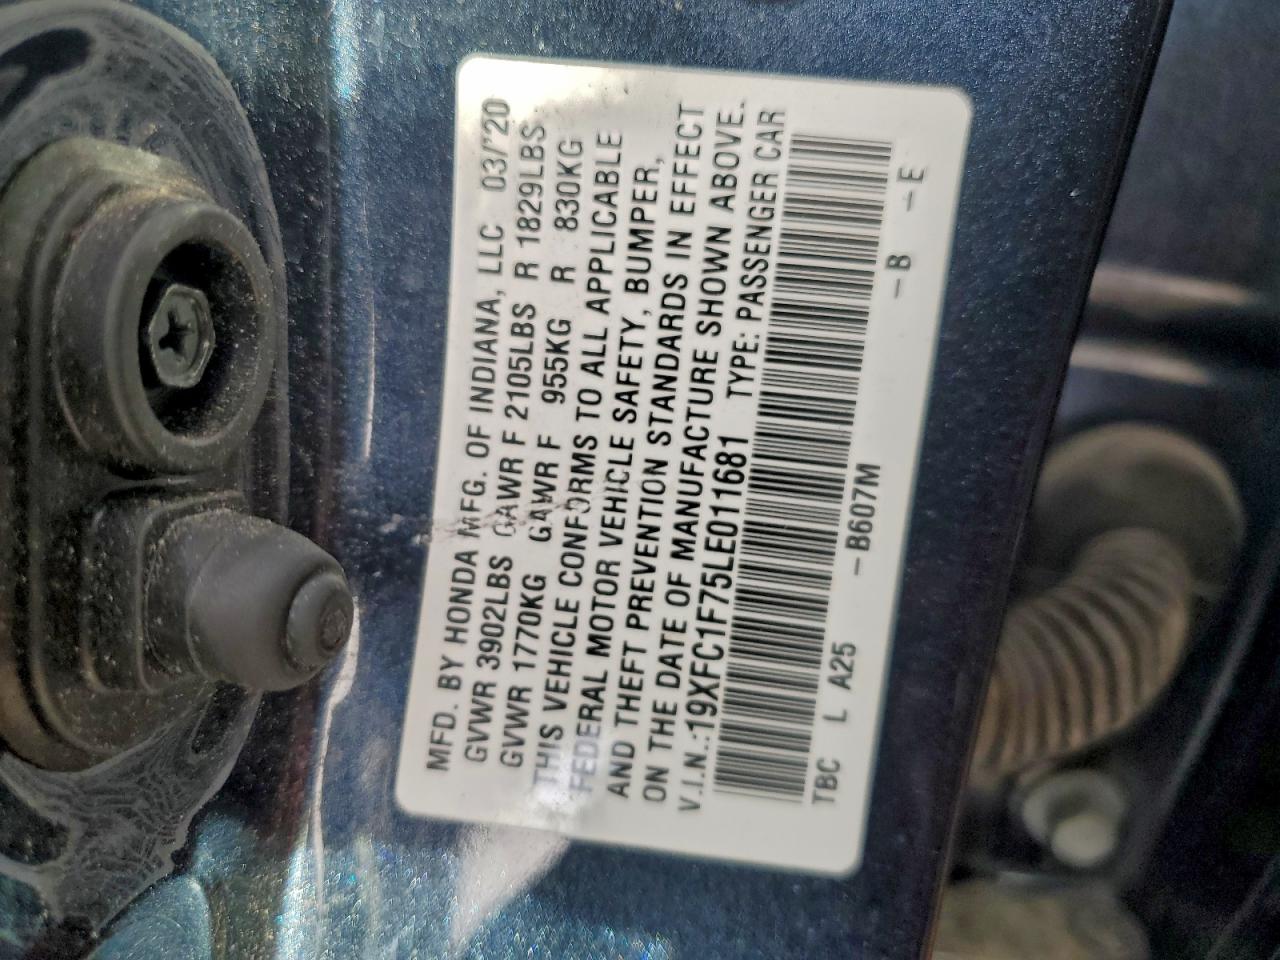 MFD. BY HONDA MFG. OF INDIANA, LLC 03/'20
GVWR 3902LBS GAWR F 2105LBS R 1829LBS
GVWR 1770KG GAWR F 955KG R 830KG
THIS VEHICLE CONFORMS TO ALL APPLICABLE
FEDERAL MOTOR VEHICLE SAFETY, BUMPER,
AND THEFT PREVENTION STANDARDS IN EFFECT
ON THE DATE OF MANUFACTURE SHOWN ABOVE.
V.I.N.:19XFC1F75LE011681 TYPE: PASSENGER CAR
TBC L A25 -B607M -B -E